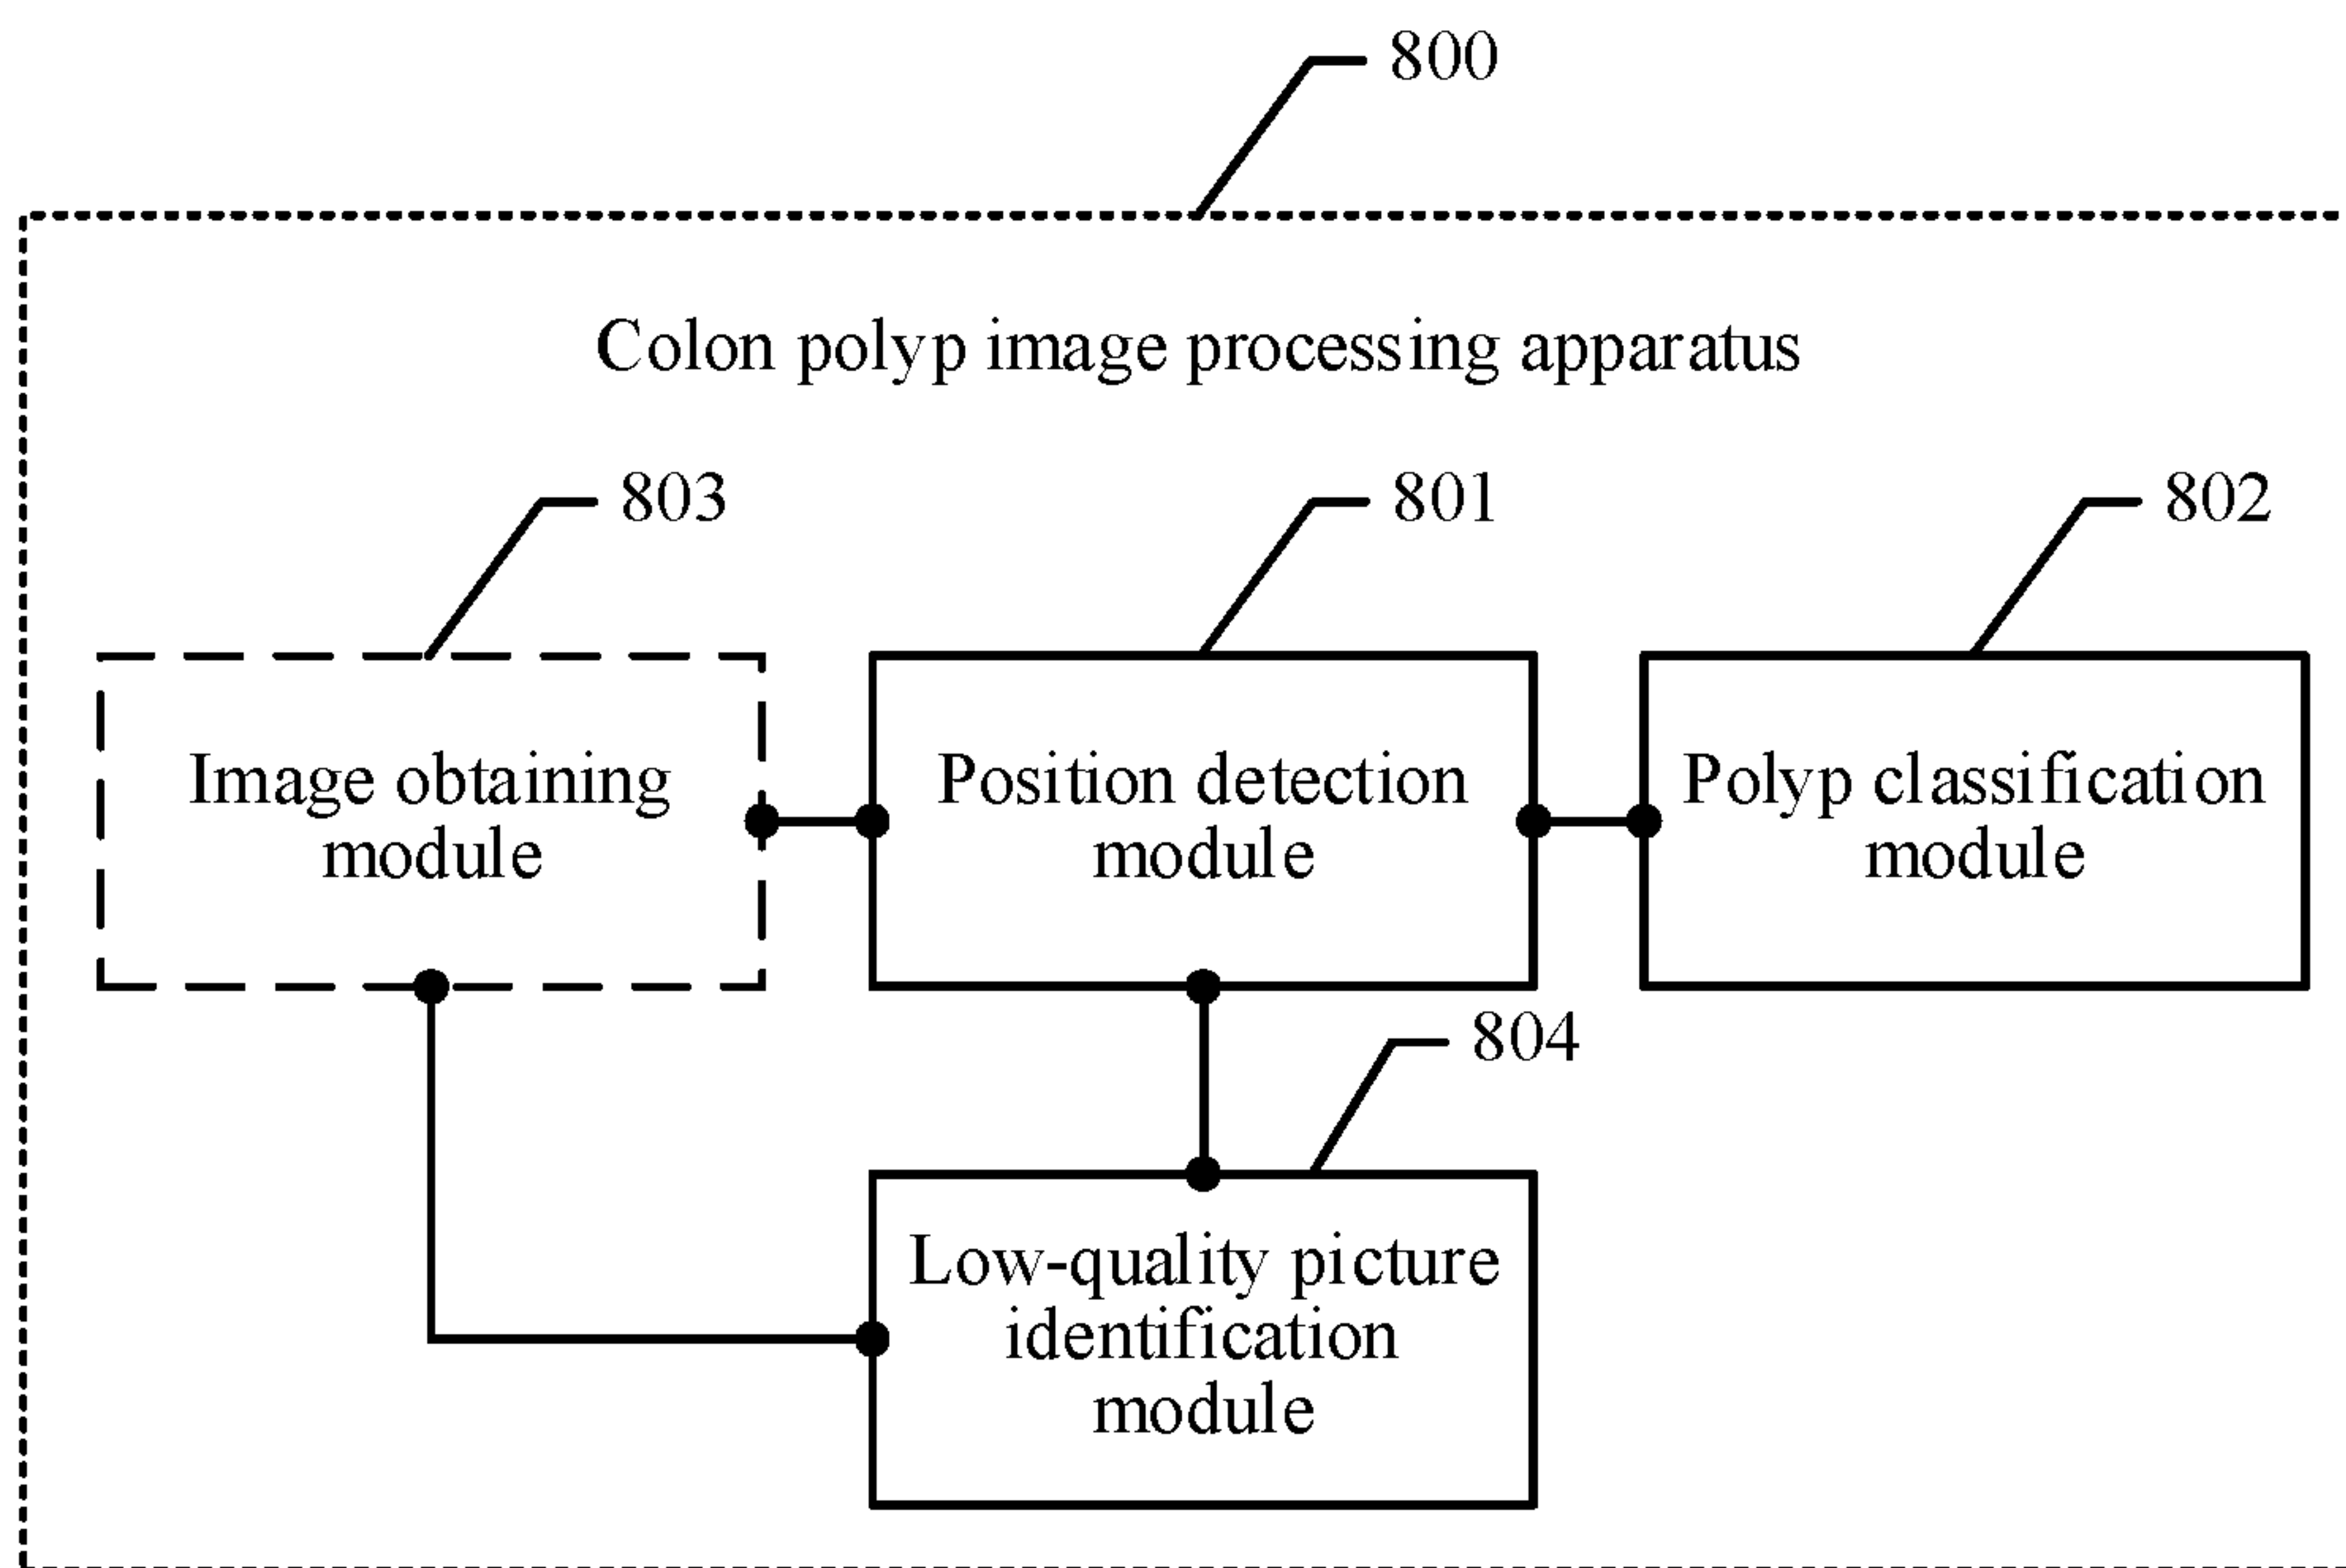 800
Colon polyp image processing apparatus
803
801
802
Image obtaining
module
Position detection
module
Polyp classification
module
804
Low-quality picture
identification
module